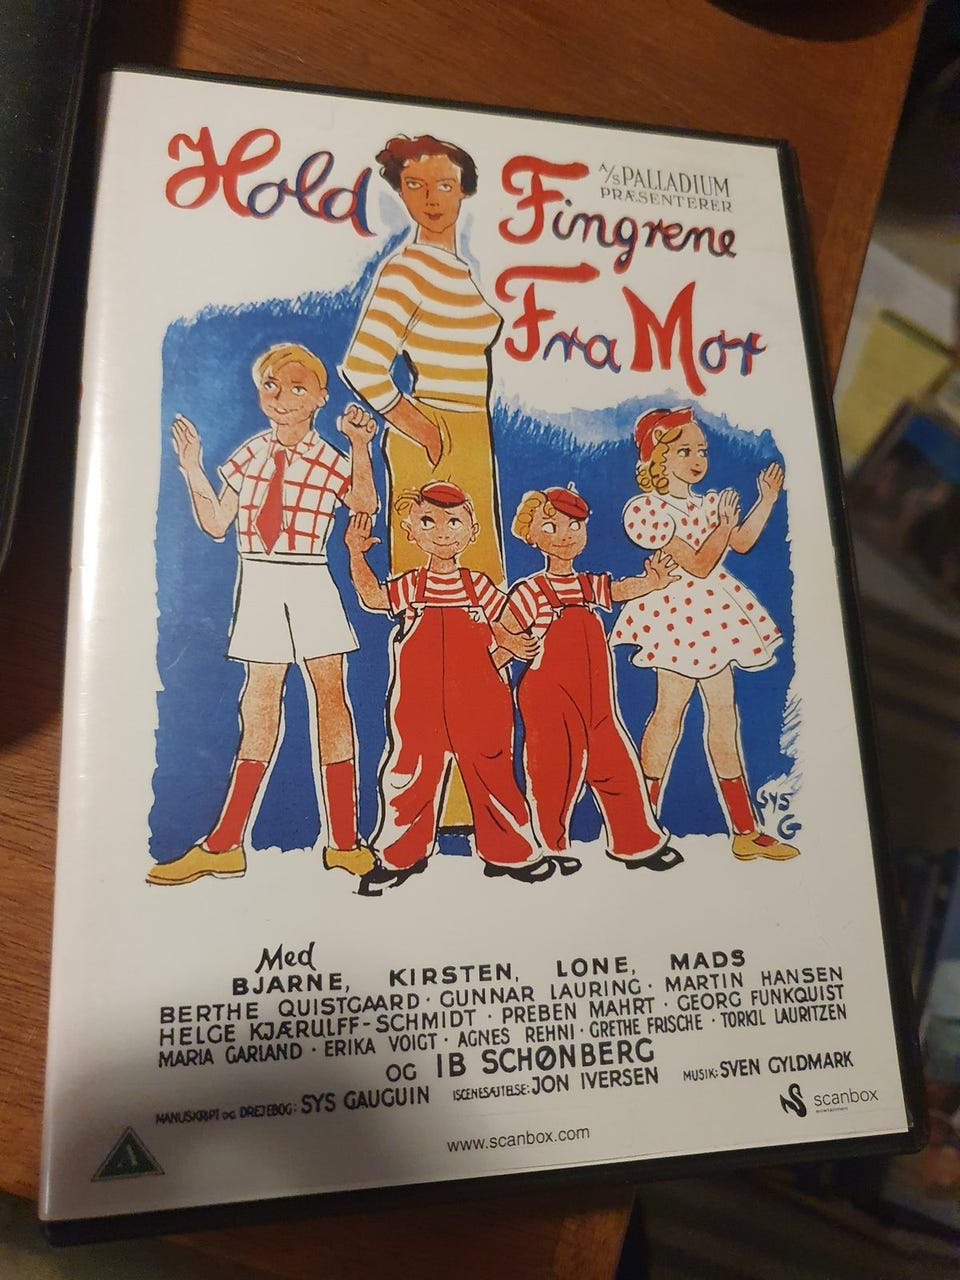 Hold
A/S PALLADIUM
PRÆSENTERER
Fingrene
Fra Mor
SYS
G
Med
BJARNE, KIRSTEN, LONE, MADS
BERTHE QUISTGAARD · GUNNAR LAURING · MARTIN HANSEN
HELGE KJÆRULFF-SCHMIDT · PREBEN MAHRT · GEORG FUNKQUIST
MARIA GARLAND · ERIKA VOIGT · AGNES REHNI · GRETHE FRISCHE · TORKIL LAURITZEN
OG IB SCHØNBERG
MANUSKRIPT OG DREJEBOG: SYS GAUGUIN ISCENESÆTTELSE: JON IVERSEN MUSIK: SVEN GYLDMARK
scanbox
entertainment
www.scanbox.com
A